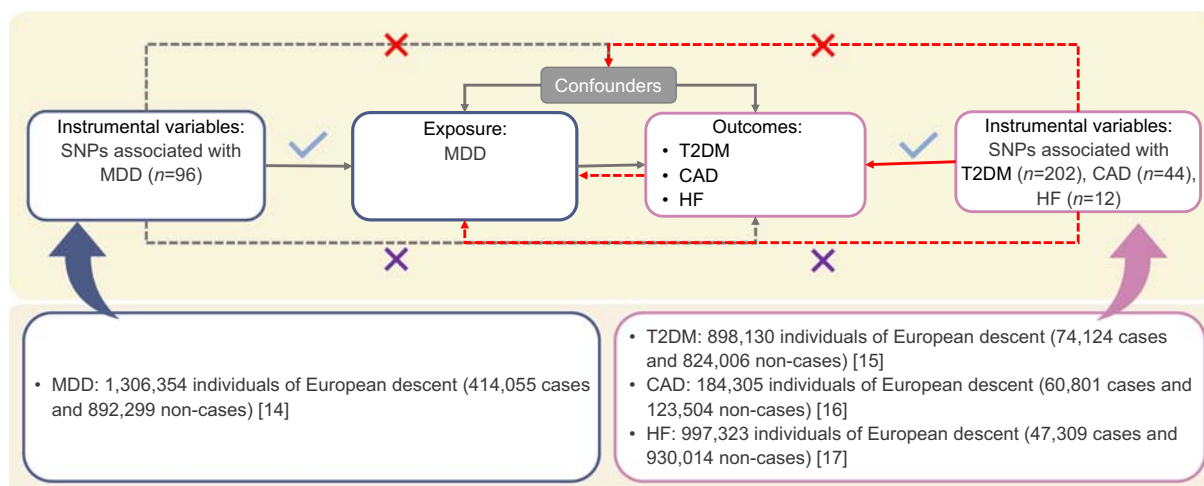 Confounders
Instrumental variables:
SNPs associated with
MDD (n=96)
Exposure:
MDD
Outcomes:
• T2DM
• CAD
• HF
Instrumental variables:
SNPs associated with
T2DM (n=202), CAD (n=44),
HF (n=12)
• MDD: 1,306,354 individuals of European descent (414,055 cases
and 892,299 non-cases) [14]
• T2DM: 898,130 individuals of European descent (74,124 cases
and 824,006 non-cases) [15]
• CAD: 184,305 individuals of European descent (60,801 cases and
123,504 non-cases) [16]
• HF: 997,323 individuals of European descent (47,309 cases and
930,014 non-cases) [17]